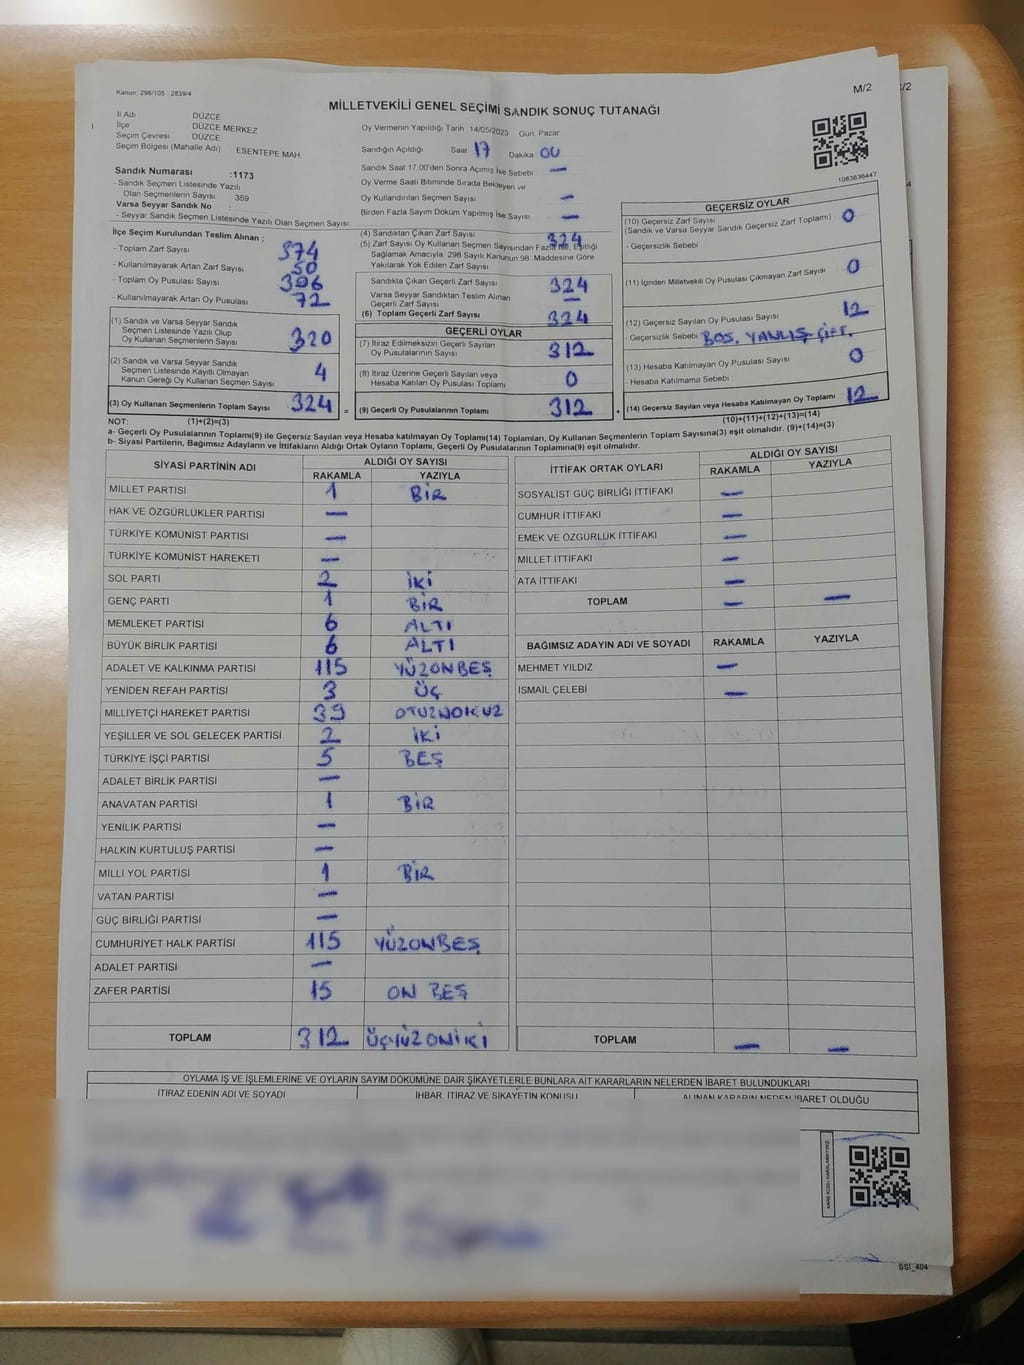 Kanun: 298/105 : 2839/4
M/2
MİLLETVEKİLİ GENEL SEÇİMİ SANDIK SONUÇ TUTANAĞI
İl Adı DÜZCE
İlçe DÜZCE MERKEZ
Seçim Çevresi DÜZCE
Seçim Bölgesi (Mahalle Adı) ESENTEPE MAH
Oy Vermenin Yapıldığı Tarih 14/05/2023 Gün: Pazar
Sandığın Açıldığı Saat 17 Dakika 00
Sandık Numarası :1173
- Sandık Seçmen Listesinde Yazılı
Olan Seçmenlerin Sayısı 359
Varsa Seyyar Sandık No :
- Seyyar Sandık Seçmen Listesinde Yazılı Olan Seçmen Sayısı
Sandık Saat 17:00'den Sonra Açılmış İse Sebebi —
Oy Verme Saati Bitiminde Sırada Bekleyen ve
Oy Kullandırılan Seçmen Sayısı —
Birden Fazla Sayım Döküm Yapılmış İse Sayısı —
1083636447
İlçe Seçim Kurulundan Teslim Alınan ;
- Toplam Zarf Sayısı 374
- Kullanılmayarak Artan Zarf Sayısı 50
- Toplam Oy Pusulası Sayısı 396
- Kullanılmayarak Artan Oy Pusulası 72
(1) Sandık ve Varsa Seyyar Sandık
Seçmen Listesinde Yazılı Olup
Oy Kullanan Seçmenlerin Sayısı 320
(2) Sandık ve Varsa Seyyar Sandık
Seçmen Listesinde Kayıtlı Olmayan
Kanun Gereği Oy Kullanan Seçmen Sayısı 4
(3) Oy Kullanan Seçmenlerin Toplam Sayısı 324
(1)+(2)=(3)
(4) Sandıktan Çıkan Zarf Sayısı 324
(5) Zarf Sayısı Oy Kullanan Seçmen Sayısından Fazla İse, Eşitliği
Sağlamak Amacıyla, 298 Sayılı Kanunun 98. Maddesine Göre
Yakılarak Yok Edilen Zarf Sayısı
Sandıkta Çıkan Geçerli Zarf Sayısı 324
Varsa Seyyar Sandıktan Teslim Alınan
Geçerli Zarf Sayısı —
(6) Toplam Geçerli Zarf Sayısı 324
GEÇERLİ OYLAR
(7) İtiraz Edilmeksizin Geçerli Sayılan
Oy Pusulalarının Sayısı 312
(8) İtiraz Üzerine Geçerli Sayılan veya
Hesaba Katılan Oy Pusulası Toplamı 0
= (9) Geçerli Oy Pusulalarının Toplamı 312
GEÇERSİZ OYLAR
(10) Geçersiz Zarf Sayısı
(Sandık ve Varsa Seyyar Sandık Geçersiz Zarf Toplamı) 0
- Geçersizlik Sebebi
(11) İçinden Milletvekili Oy Pusulası Çıkmayan Zarf Sayısı 0
(12) Geçersiz Sayılan Oy Pusulası Sayısı 12
- Geçersizlik Sebebi BOŞ, YANLIŞ, ÇİFT.
(13) Hesaba Katılmayan Oy Pusulası Sayısı 0
- Hesaba Katılmama Sebebi
+ (14) Geçersiz Sayılan veya Hesaba Katılmayan Oy Toplamı 12
(10)+(11)+(12)+(13)=(14)
NOT:
a- Geçerli Oy Pusulalarının Toplamı(9) ile Geçersiz Sayılan veya Hesaba katılmayan Oy Toplamı(14) Toplamları, Oy Kullanan Seçmenlerin Toplam Sayısına(3) eşit olmalıdır. (9)+(14)=(3)
b- Siyasi Partilerin, Bağımsız Adayların ve İttifakların Aldığı Oyların Toplamı, Geçerli Oy Pusulalarının Toplamına(9) eşit olmalıdır.
SİYASİ PARTİNİN ADI ALDIĞI OY SAYISI
RAKAMLA YAZIYLA
MİLLET PARTİSİ 1 BİR
HAK VE ÖZGÜRLÜKLER PARTİSİ —
TÜRKİYE KOMÜNİST PARTİSİ —
TÜRKİYE KOMÜNİST HAREKETİ —
SOL PARTİ 2 İKİ
GENÇ PARTİ 1 BİR
MEMLEKET PARTİSİ 6 ALTI
BÜYÜK BİRLİK PARTİSİ 6 ALTI
ADALET VE KALKINMA PARTİSİ 115 YÜZONBEŞ
YENİDEN REFAH PARTİSİ 3 ÜÇ
MİLLİYETÇİ HAREKET PARTİSİ 39 OTUZDOKUZ
YEŞİLLER VE SOL GELECEK PARTİSİ 2 İKİ
TÜRKİYE İŞÇİ PARTİSİ 5 BEŞ
ADALET BİRLİK PARTİSİ —
ANAVATAN PARTİSİ 1 BİR
YENİLİK PARTİSİ —
HALKIN KURTULUŞ PARTİSİ —
MİLLİ YOL PARTİSİ 1 BİR
VATAN PARTİSİ —
GÜÇ BİRLİĞİ PARTİSİ —
CUMHURİYET HALK PARTİSİ 115 YÜZONBEŞ
ADALET PARTİSİ —
ZAFER PARTİSİ 15 ON BEŞ
TOPLAM 312 ÜÇYÜZONİKİ
İTTİFAK ORTAK OYLARI ALDIĞI OY SAYISI
RAKAMLA YAZIYLA
SOSYALİST GÜÇ BİRLİĞİ İTTİFAKI —
CUMHUR İTTİFAKI —
EMEK VE ÖZGÜRLÜK İTTİFAKI —
MİLLET İTTİFAKI —
ATA İTTİFAKI —
TOPLAM — —
BAĞIMSIZ ADAYIN ADI VE SOYADI RAKAMLA YAZIYLA
MEHMET YILDIZ —
İSMAİL ÇELEBİ —
TOPLAM — —
OYLAMA İŞ VE İŞLEMLERİNE VE OYLARIN SAYIM DÖKÜMÜNE DAİR ŞİKAYETLERLE BUNLARA AİT KARARLARIN NELERDEN İBARET BULUNDUKLARI
İTİRAZ EDENİN ADI VE SOYADI İHBAR, İTİRAZ VE ŞİKAYETİN KONUSU ALINAN KARARIN NEDEN İBARET OLDUĞU
SSİ_404